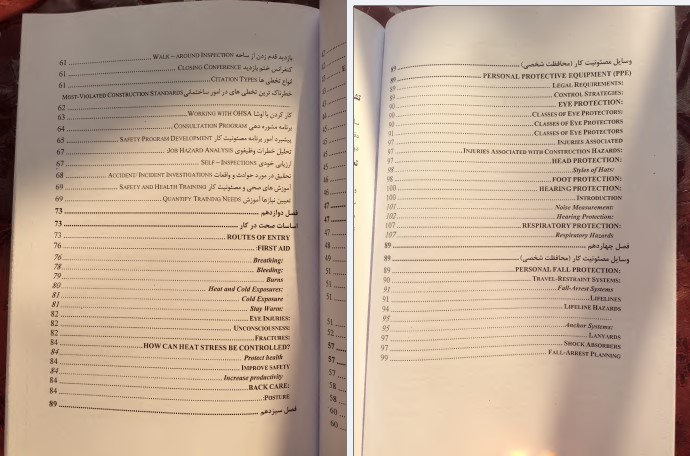 بازدید قدم زدن از ساحه WALK – AROUND INSPECTION 61
کنفرانس ختم بازدید CLOSING CONFERENCE 61
انواع تخطی ها CITATION TYPES 61
خطرناک ترین تخطی های در امور ساختمانی MOST-VIOLATED CONSTRUCTION STANDARDS
62
کار کردن با اوشا WORKING WITH OHSA 63
برنامه مشوره دهی CONSULTATION PROGRAM 64
پیشبرد امور برنامه مصئونیت کار SAFETY PROGRAM DEVELOPMENT 65
تحلیل خطرات وظیفوی JOB HAZARD ANALYSIS 67
ارزیابی خودی SELF – INSPECTIONS 67
تحقیق در مورد حوادث و واقعات ACCIDENT/ INCIDENT INVESTIGATIONS 68
آموزش های صحی و مصئونیت کار SAFETY AND HEALTH TRAINING 69
تعیین نیازها آموزش QUANTIFY TRAINING NEEDS 69
فصل دوازدهم 73
اساسات صحت در کار 73
ROUTES OF ENTRY 73
FIRST AID: 76
Breathing: 76
Bleeding: 78
Burns 79
Heat and Cold Exposures: 80
Cold Exposure 81
Stay Warm: 81
EYE INJURIES: 82
UNCONSCIOUSNESS: 82
FRACTURES: 82
HOW CAN HEAT STRESS BE CONTROLLED? 84
Protect health 84
IMPROVE SAFETY 84
Increase productivity 84
BACK CARE: 84
POSTURE: 84
فصل سیزدهم 89
وسایل مصئونیت کار (محافظت شخصی) 89
PERSONAL PROTECTIVE EQUIPMENT (PPE) 89
LEGAL REQUIREMENTS: 89
CONTROL STRATEGIES: 89
EYE PROTECTION: 90
CLASSES OF EYE PROTECTORS: 90
CLASSES OF EYE PROTECTORS 91
CLASSES OF EYE PROTECTORS 91
INJURIES ASSOCIATED 97
INJURIES ASSOCIATED WITH CONSTRUCTION HAZARDS: 97
HEAD PROTECTION: 97
Styles of Hats: 98
FOOT PROTECTION: 98
HEARING PROTECTION: 100
INTRODUCTION 100
Noise Measurement: 101
Hearing Protection: 102
RESPIRATORY PROTECTION: 107
Respiratory Hazards 107
فصل چهاردهم 89
وسایل مصئونیت کار (محافظت شخصی) 89
PERSONAL FALL PROTECTION: 89
TRAVEL-RESTRAINT SYSTEMS: 90
Fall-Arrest Systems 91
LIFELINES 91
LIFELINE HAZARDS 94
95
Anchor Systems: 95
LANYARDS 97
SHOCK ABSORBERS 97
FALL-ARREST PLANNING 99